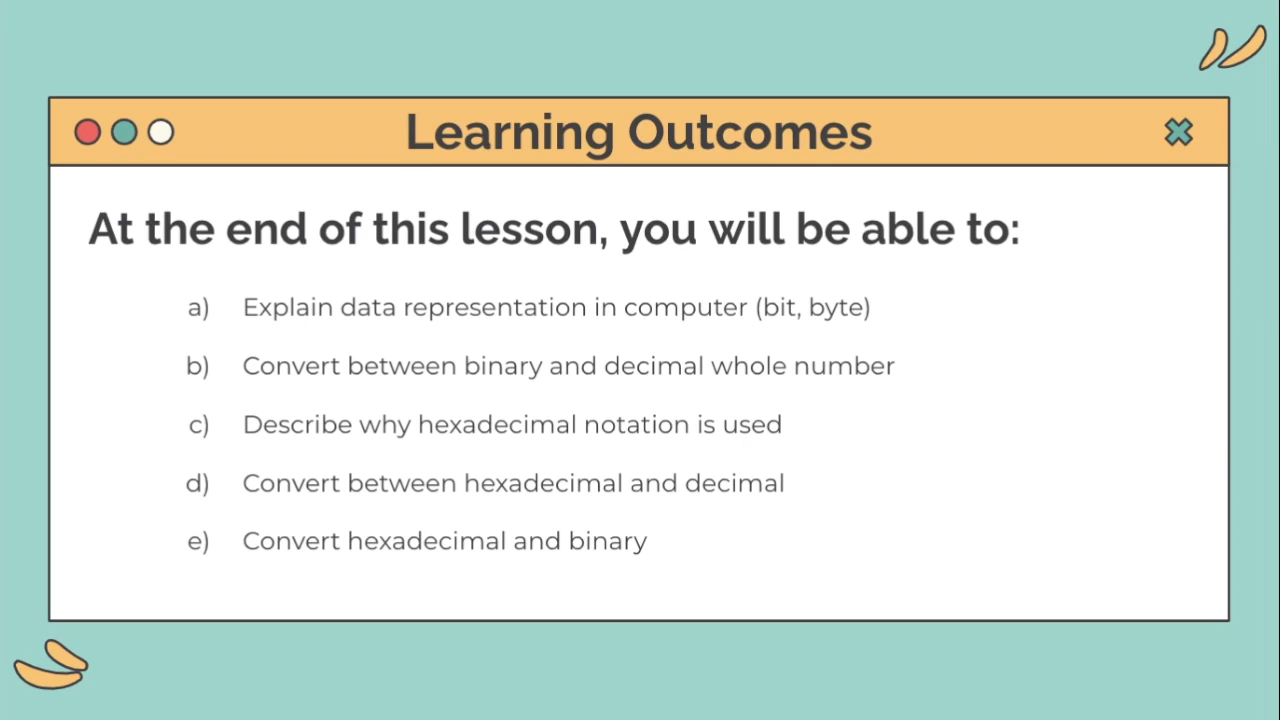 Learning Outcomes
At the end of this lesson, you will be able to:
a) Explain data representation in computer (bit, byte)
b) Convert between binary and decimal whole number
c) Describe why hexadecimal notation is used
d) Convert between hexadecimal and decimal
e) Convert hexadecimal and binary